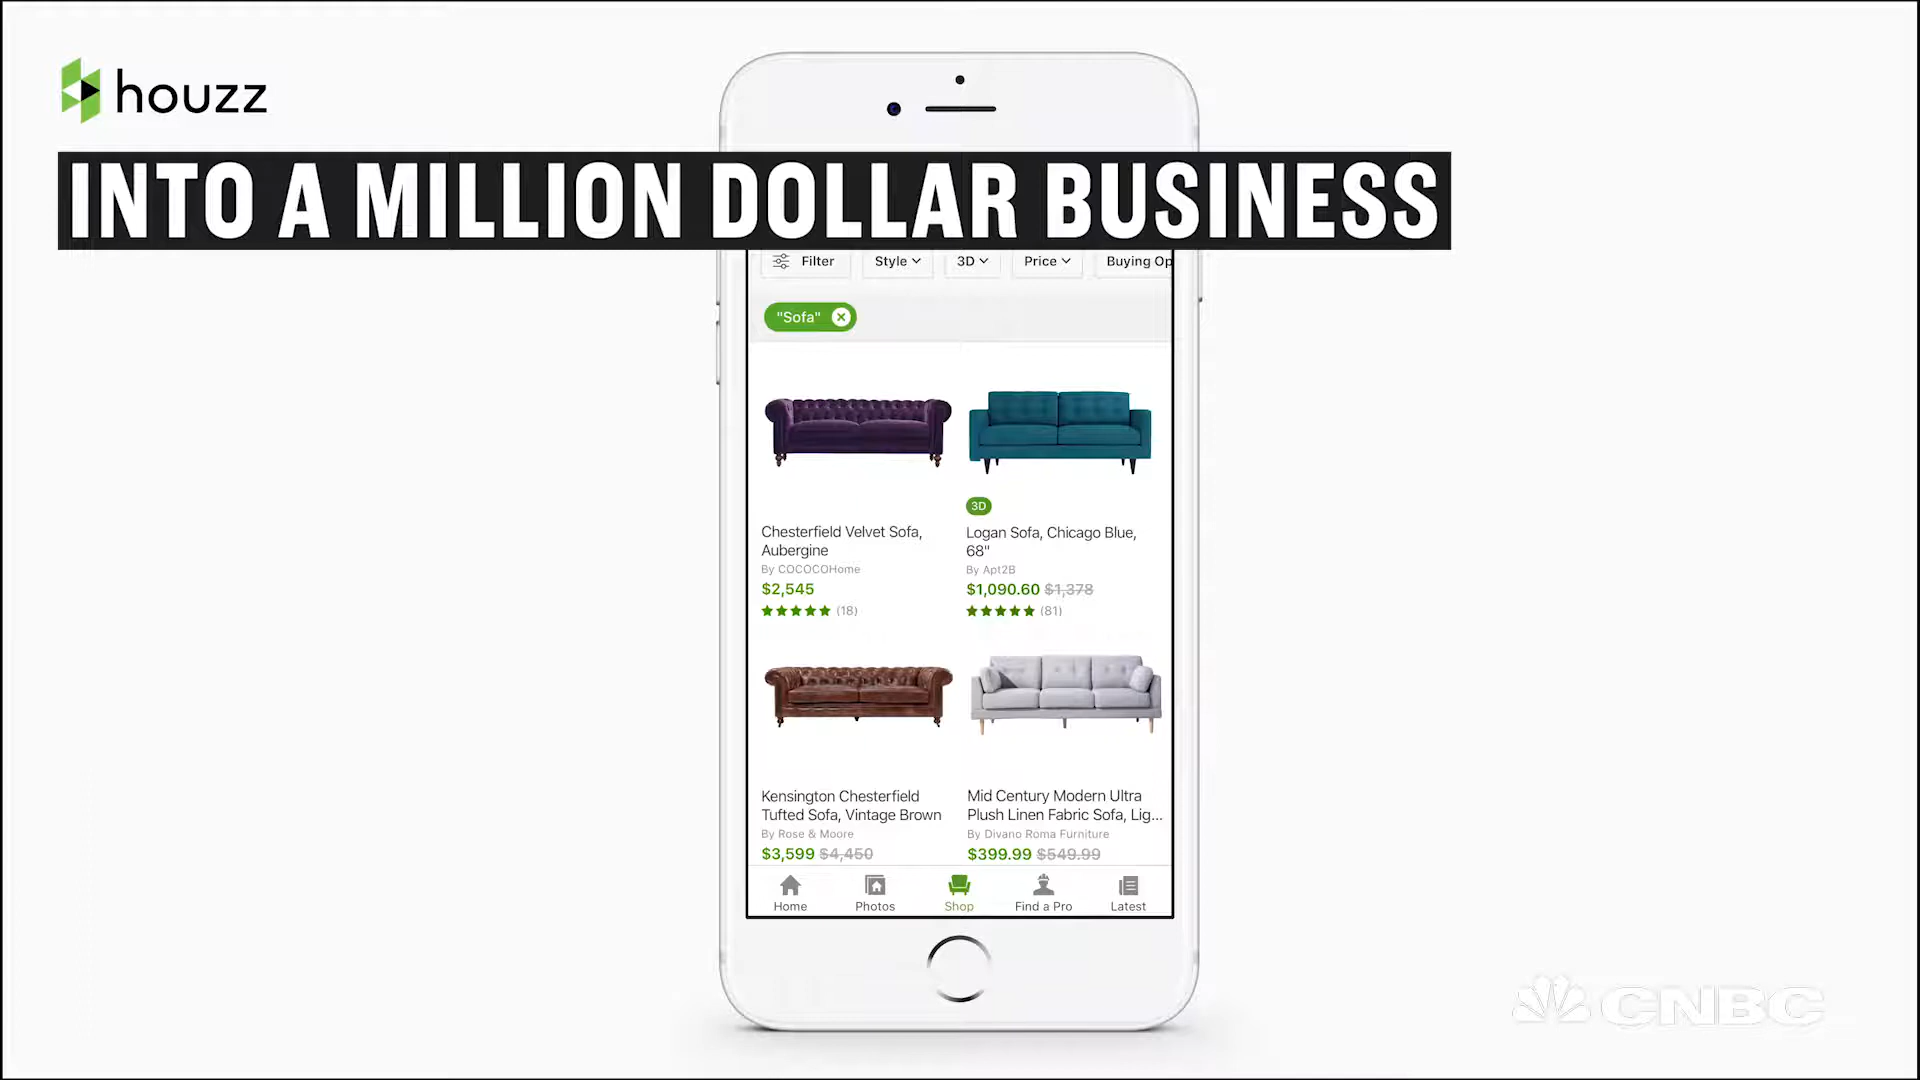 houzz
INTO A MILLION DOLLAR BUSINESS
Filter Style 3D Price Buying Op
"Sofa"
Chesterfield Velvet Sofa,
Aubergine
By COCOCOHome
$2,545
(18)
3D
Logan Sofa, Chicago Blue,
68"
By Apt2B
$1,090.60 $1,378
(81)
Kensington Chesterfield
Tufted Sofa, Vintage Brown
By Rose & Moore
$3,599 $4,450
Mid Century Modern Ultra
Plush Linen Fabric Sofa, Lig...
By Divano Roma Furniture
$399.99 $549.99
Home Photos Shop Find a Pro Latest
CNBC